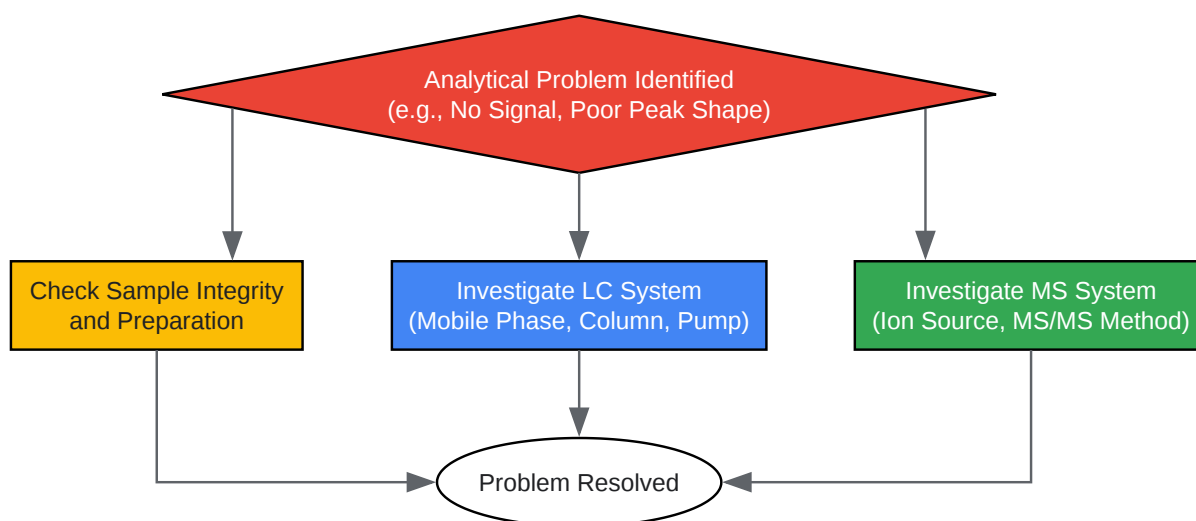 Analytical Problem Identified
(e.g., No Signal, Poor Peak Shape)
Check Sample Integrity
and Preparation
Investigate LC System
(Mobile Phase, Column, Pump)
Investigate MS System
(Ion Source, MS/MS Method)
Problem Resolved